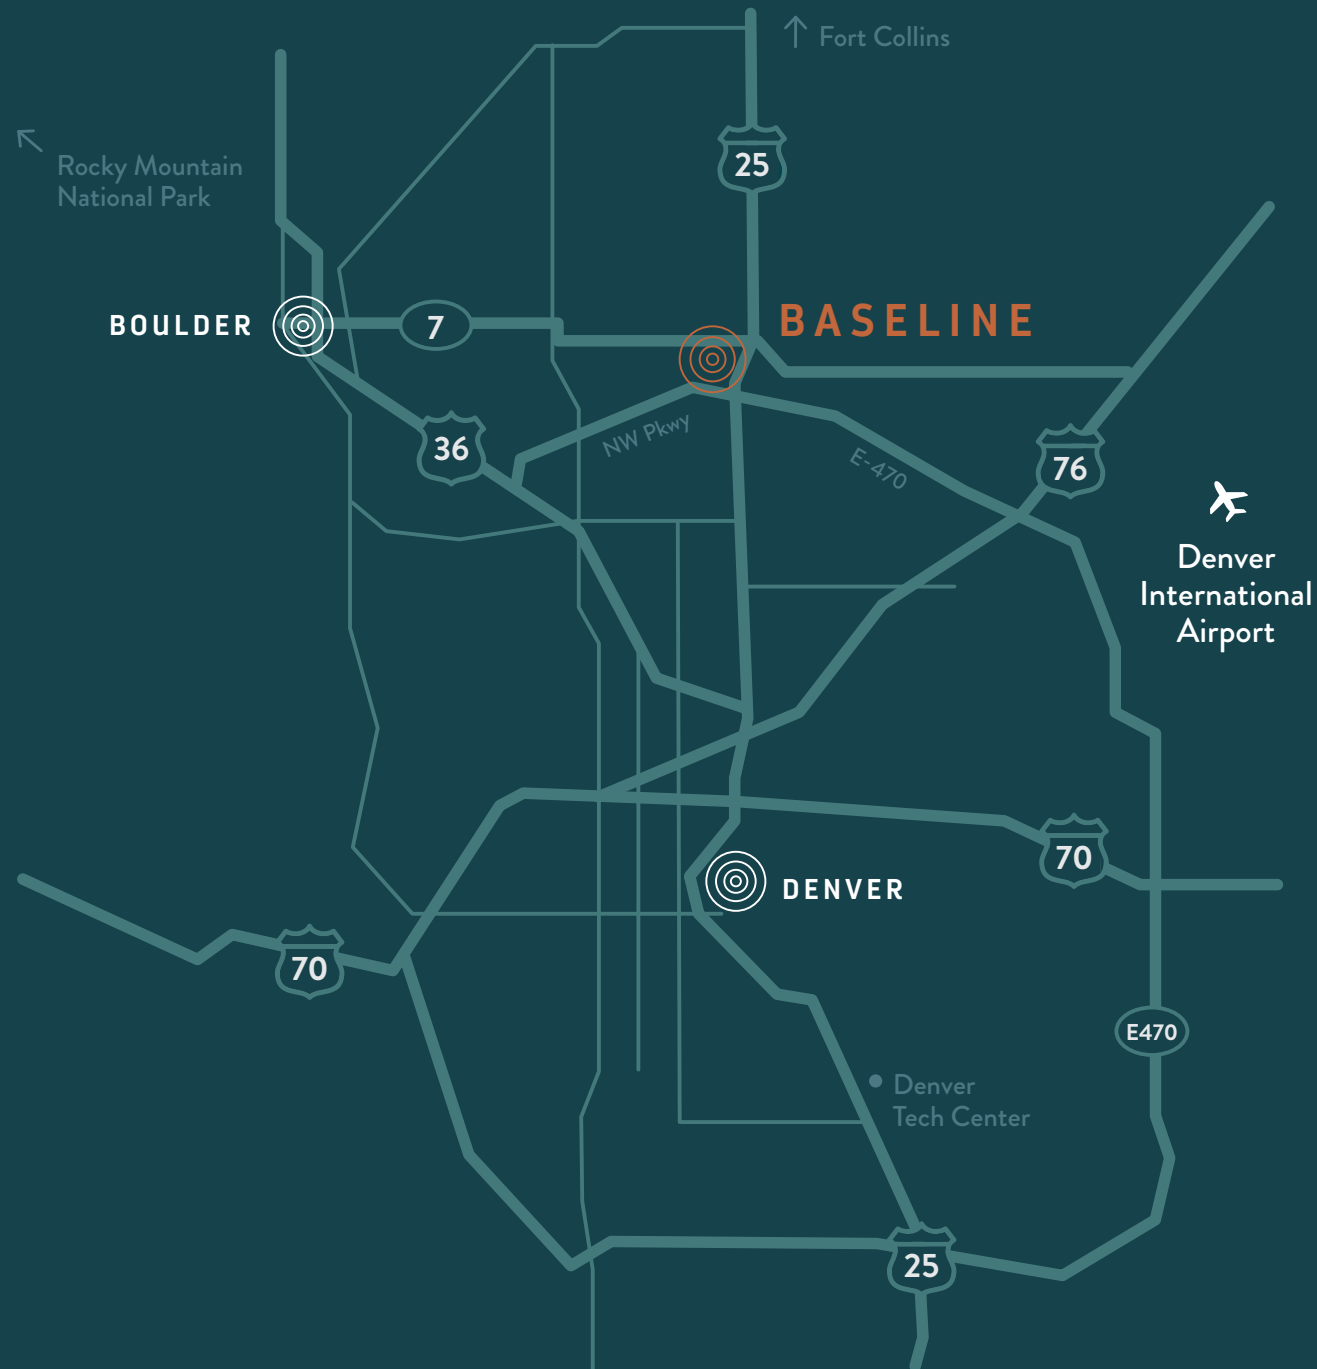 Fort Collins
Rocky Mountain
National Park
25
BASELINE
BOULDER
7
NW Pkwy
36
E-470
76
Denver
International
Airport
70
DENVER
70
E470
Denver
Tech Center
25